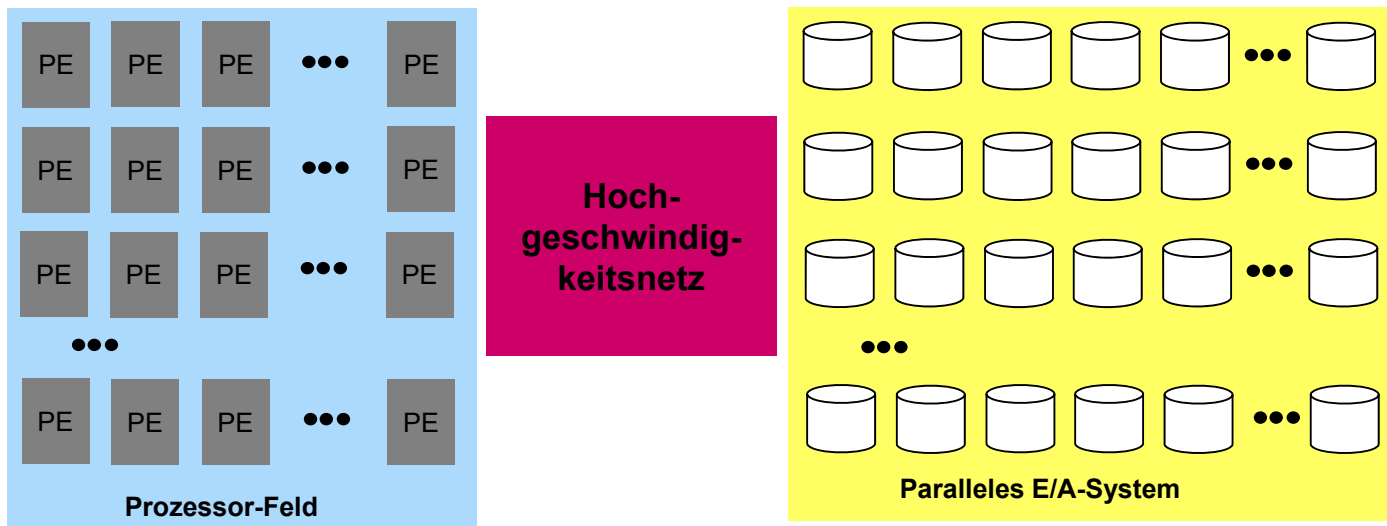 PE PE PE ••• PE
PE PE PE ••• PE
PE PE PE ••• PE
•••
PE PE PE ••• PE
Prozessor-Feld
Hoch-
geschwindig-
keitsnetz
•••
•••
•••
•••
•••
Paralleles E/A-System